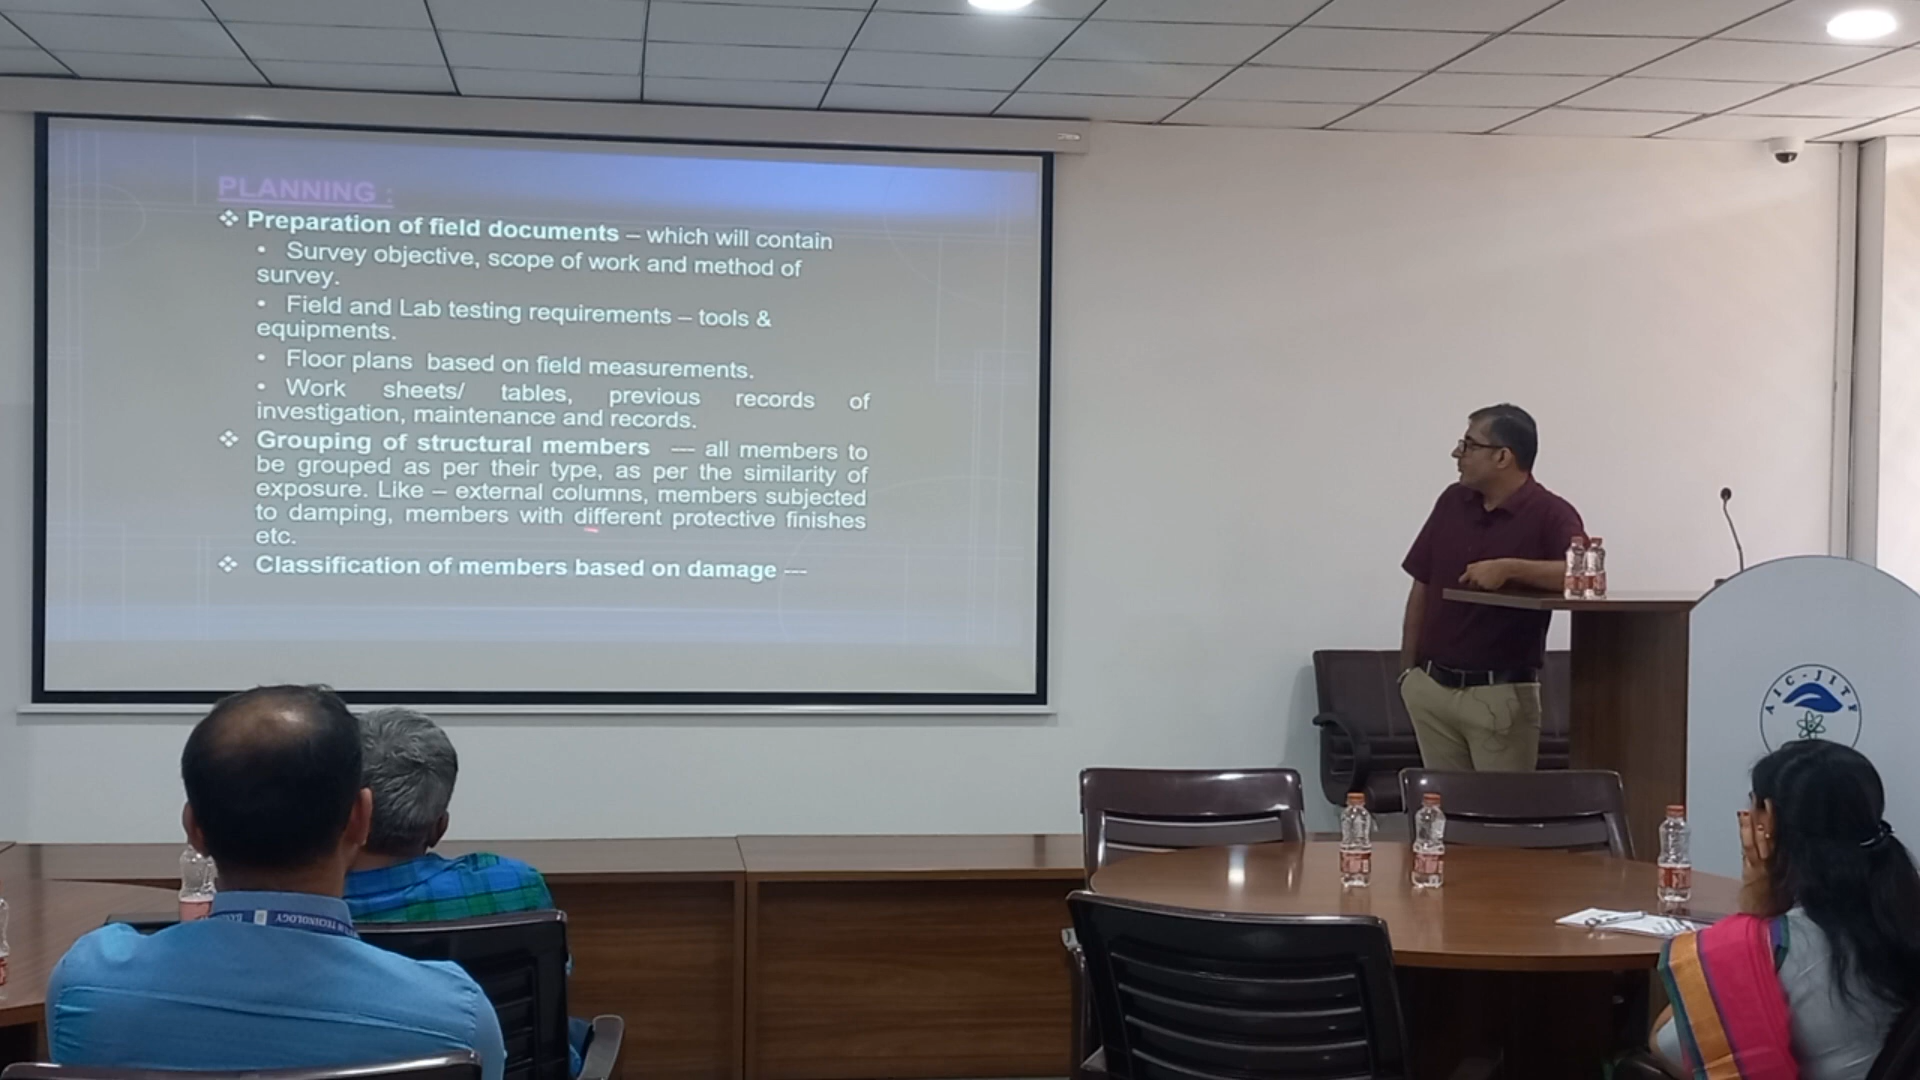 PLANNING :
❖ Preparation of field documents – which will contain
• Survey objective, scope of work and method of
survey.
• Field and Lab testing requirements – tools &
equipments.
• Floor plans based on field measurements.
• Work sheets/ tables, previous records of
investigation, maintenance and records.
❖ Grouping of structural members --- all members to
be grouped as per their type, as per the similarity of
exposure. Like – external columns, members subjected
to damping, members with different protective finishes
etc.
❖ Classification of members based on damage ---
AIC-JITF
TECHNOLOGY